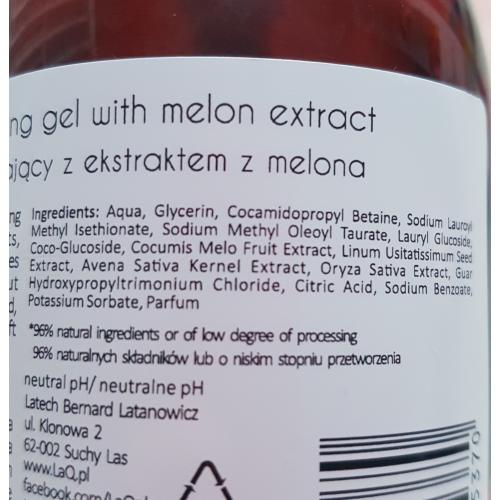 gel with melon extract
z ekstraktem z melona
Ingredients: Aqua, Glycerin, Cocamidopropyl Betaine, Sodium Lauroyl
Methyl Isethionate, Sodium Methyl Oleoyl Taurate, Lauryl Glucoside,
Coco-Glucoside, Cocumis Melo Fruit Extract, Linum Usitatissimum Seed
Extract, Avena Sativa Kernel Extract, Oryza Sativa Extract, Guar
Hydroxypropyltrimonium Chloride, Citric Acid, Sodium Benzoate,
Potassium Sorbate, Parfum
*96% natural ingredients or of low degree of processing
96% naturalnych składników lub o niskim stopniu przetworzenia
neutral pH/ neutralne pH
Latech Bernard Latanowicz
ul. Klonowa 2
62-002 Suchy Las
www.LaQ.pl